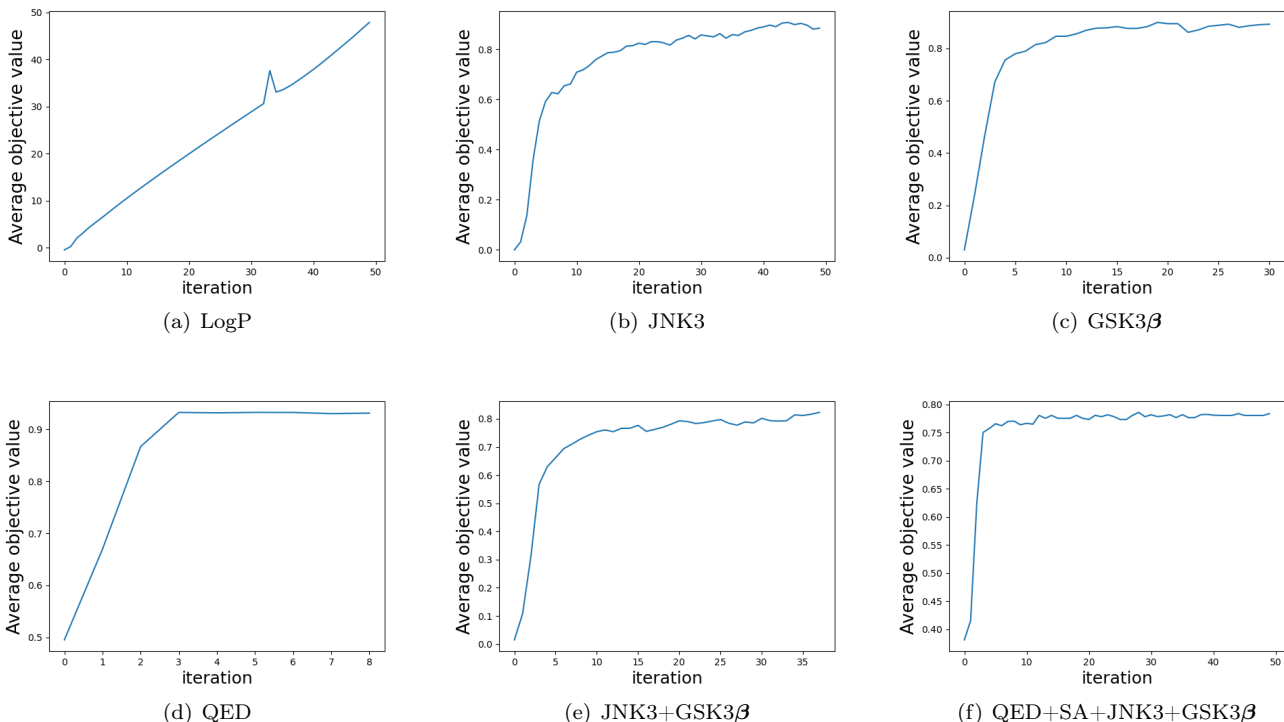 50
40
30
20
10
0
Average objective value
0 10 20 30 40 50
iteration
(a) LogP
0.8
0.6
0.4
0.2
0.0
Average objective value
0 10 20 30 40 50
iteration
(b) JNK3
0.8
0.6
0.4
0.2
0.0
Average objective value
0 5 10 15 20 25 30
iteration
(c) GSK3β
0.9
0.8
0.7
0.6
0.5
Average objective value
0 1 2 3 4 5 6 7 8
iteration
(d) QED
0.8
0.7
0.6
0.5
0.4
0.3
0.2
0.1
0.0
Average objective value
0 5 10 15 20 25 30 35
iteration
(e) JNK3+GSK3β
0.80
0.75
0.70
0.65
0.60
0.55
0.50
0.45
0.40
Average objective value
0 10 20 30 40 50
iteration
(f) QED+SA+JNK3+GSK3β